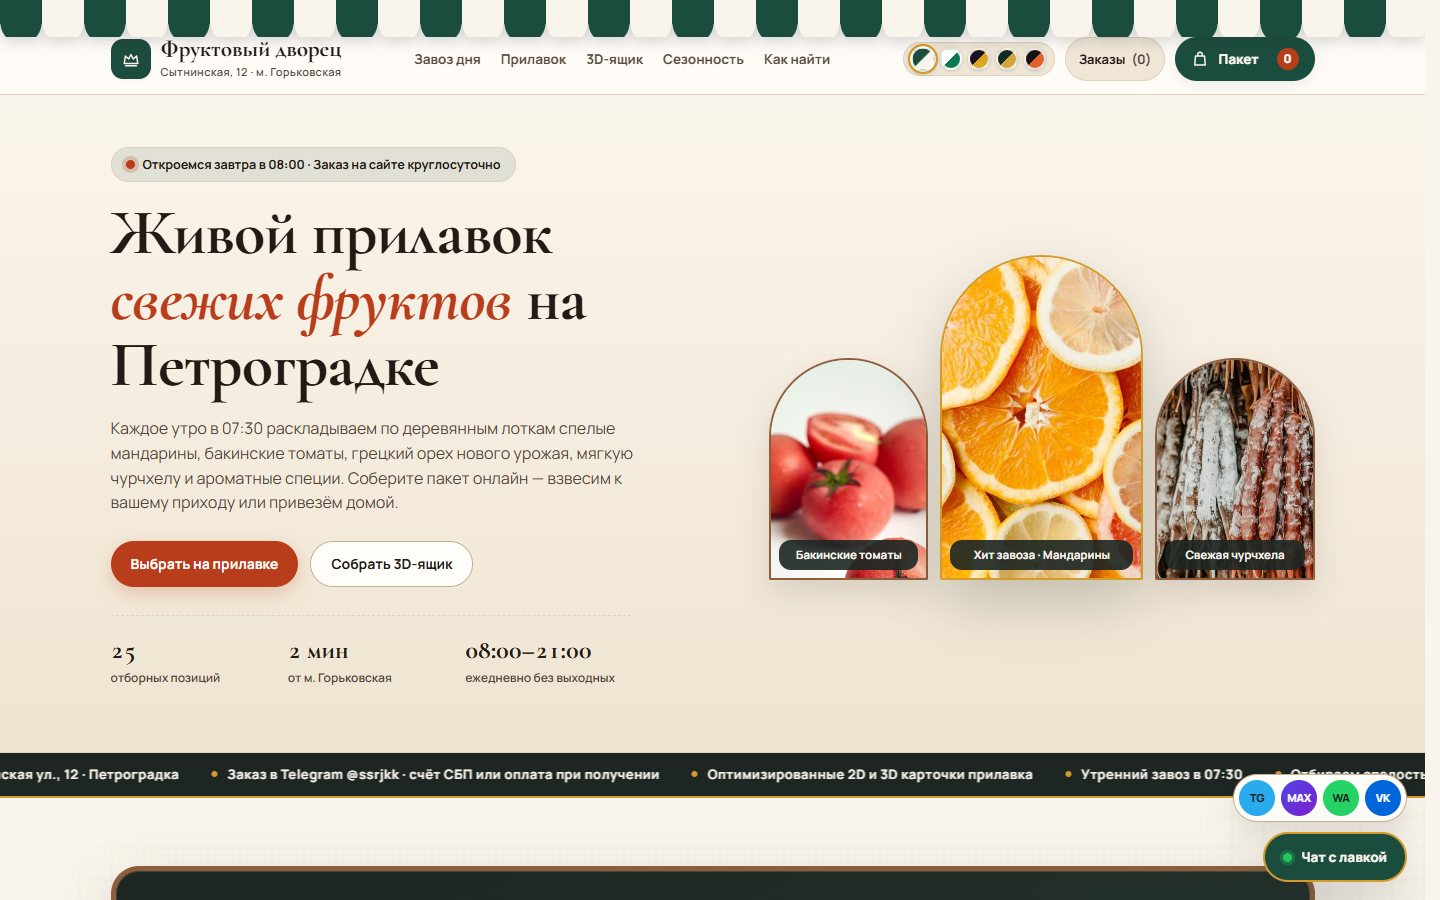 Фруктовый дворец
Сытнинская, 12 · м. Горьковская
Завоз дня
Прилавок
3D-ящик
Сезонность
Как найти
Заказы (0)
Пакет 0
Откроемся завтра в 08:00 · Заказ на сайте круглосуточно
Живой прилавок
свежих фруктов на
Петроградке
Каждое утро в 07:30 раскладываем по деревянным лоткам спелые
мандарины, бакинские томаты, грецкий орех нового урожая, мягкую
чурчхелу и ароматные специи. Соберите пакет онлайн — взвесим к
вашему приходу или привезём домой.
Выбрать на прилавке
Собрать 3D-ящик
25
отборных позиций
2 мин
от м. Горьковская
08:00–21:00
ежедневно без выходных
Бакинские томаты
Хит завоза · Мандарины
Свежая чурчхела
ская ул., 12 · Петроградка
Заказ в Telegram @ssrjkk · счёт СБП или оплата при получении
Оптимизированные 2D и 3D карточки прилавка
Утренний завоз в 07:30
TG
MAX
WA
VK
Чат с лавкой